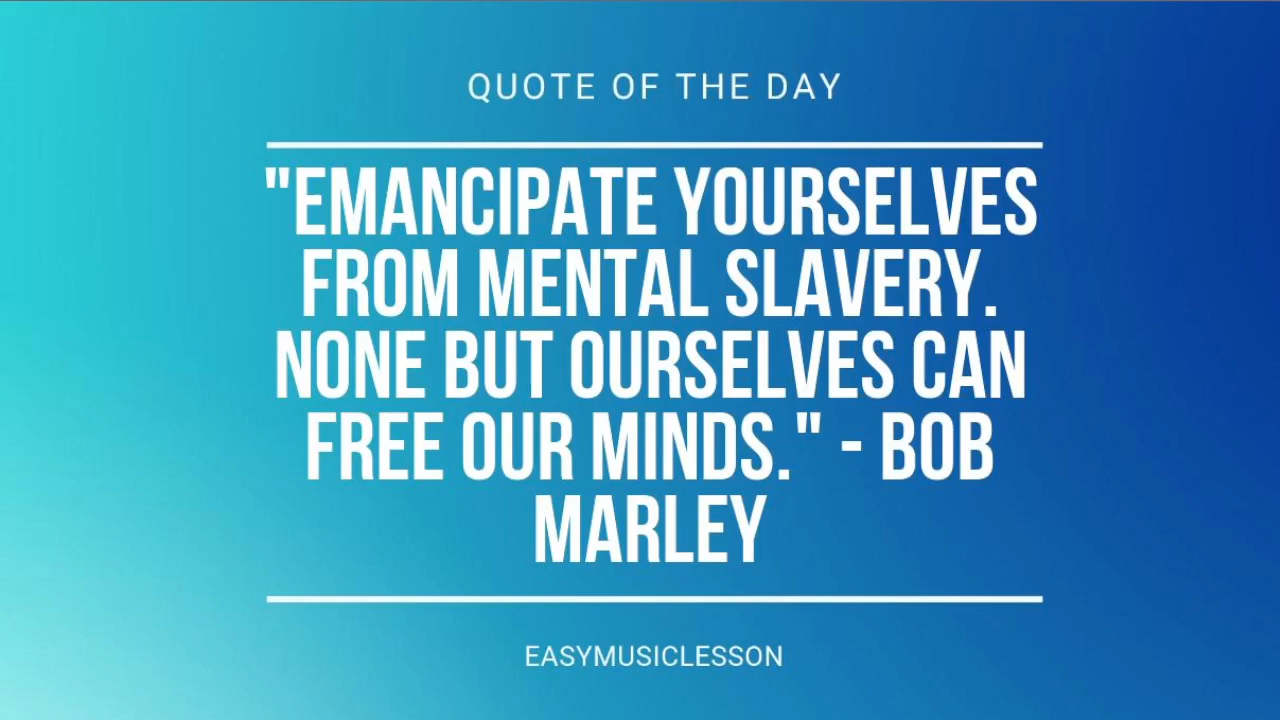 QUOTE OF THE DAY
"EMANCIPATE YOURSELVES
FROM MENTAL SLAVERY.
NONE BUT OURSELVES CAN
FREE OUR MINDS." - BOB
MARLEY
EASYMUSICLESSON